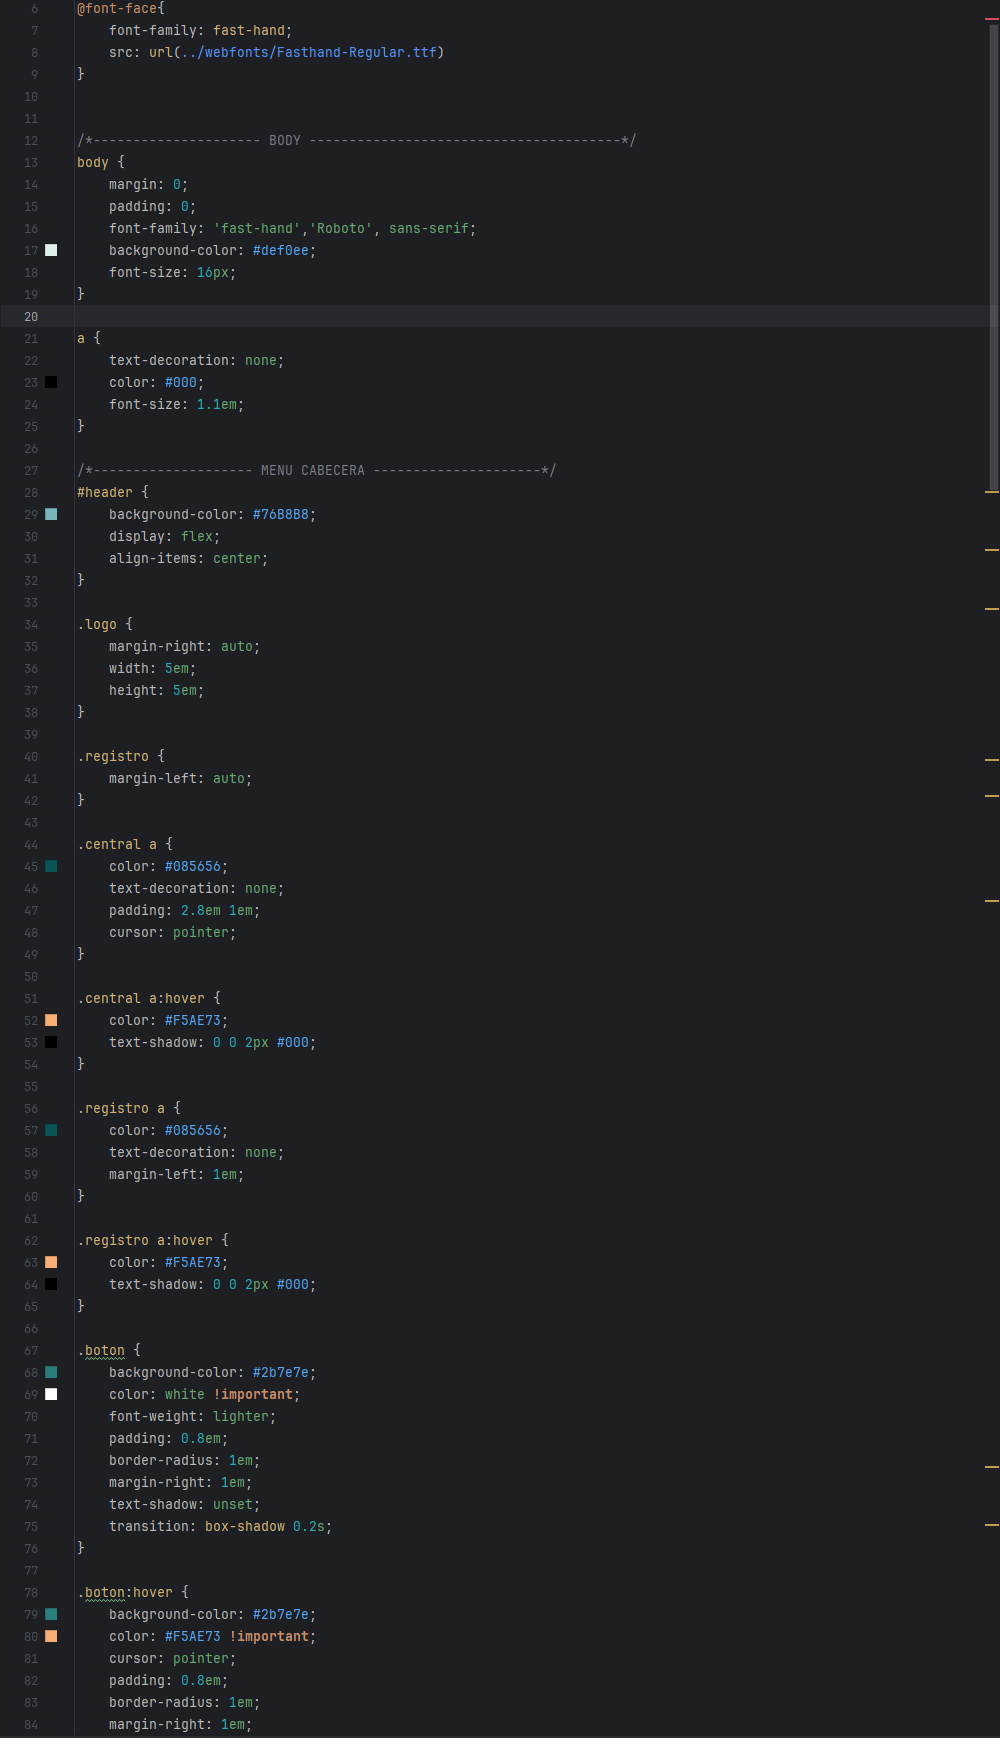 6 @font-face{
7 font-family: fast-hand;
8 src: url(../webfonts/Fasthand-Regular.ttf)
9 }
10
11
12 /*--------------------- BODY ---------------------------------------*/
13 body {
14 margin: 0;
15 padding: 0;
16 font-family: 'fast-hand','Roboto', sans-serif;
17 background-color: #def0ee;
18 font-size: 16px;
19 }
20
21 a {
22 text-decoration: none;
23 color: #000;
24 font-size: 1.1em;
25 }
26
27 /*-------------------- MENU CABECERA ---------------------*/
28 #header {
29 background-color: #76B8B8;
30 display: flex;
31 align-items: center;
32 }
33
34 .logo {
35 margin-right: auto;
36 width: 5em;
37 height: 5em;
38 }
39
40 .registro {
41 margin-left: auto;
42 }
43
44 .central a {
45 color: #085656;
46 text-decoration: none;
47 padding: 2.8em 1em;
48 cursor: pointer;
49 }
50
51 .central a:hover {
52 color: #F5AE73;
53 text-shadow: 0 0 2px #000;
54 }
55
56 .registro a {
57 color: #085656;
58 text-decoration: none;
59 margin-left: 1em;
60 }
61
62 .registro a:hover {
63 color: #F5AE73;
64 text-shadow: 0 0 2px #000;
65 }
66
67 .boton {
68 background-color: #2b7e7e;
69 color: white !important;
70 font-weight: lighter;
71 padding: 0.8em;
72 border-radius: 1em;
73 margin-right: 1em;
74 text-shadow: unset;
75 transition: box-shadow 0.2s;
76 }
77
78 .boton:hover {
79 background-color: #2b7e7e;
80 color: #F5AE73 !important;
81 cursor: pointer;
82 padding: 0.8em;
83 border-radius: 1em;
84 margin-right: 1em;